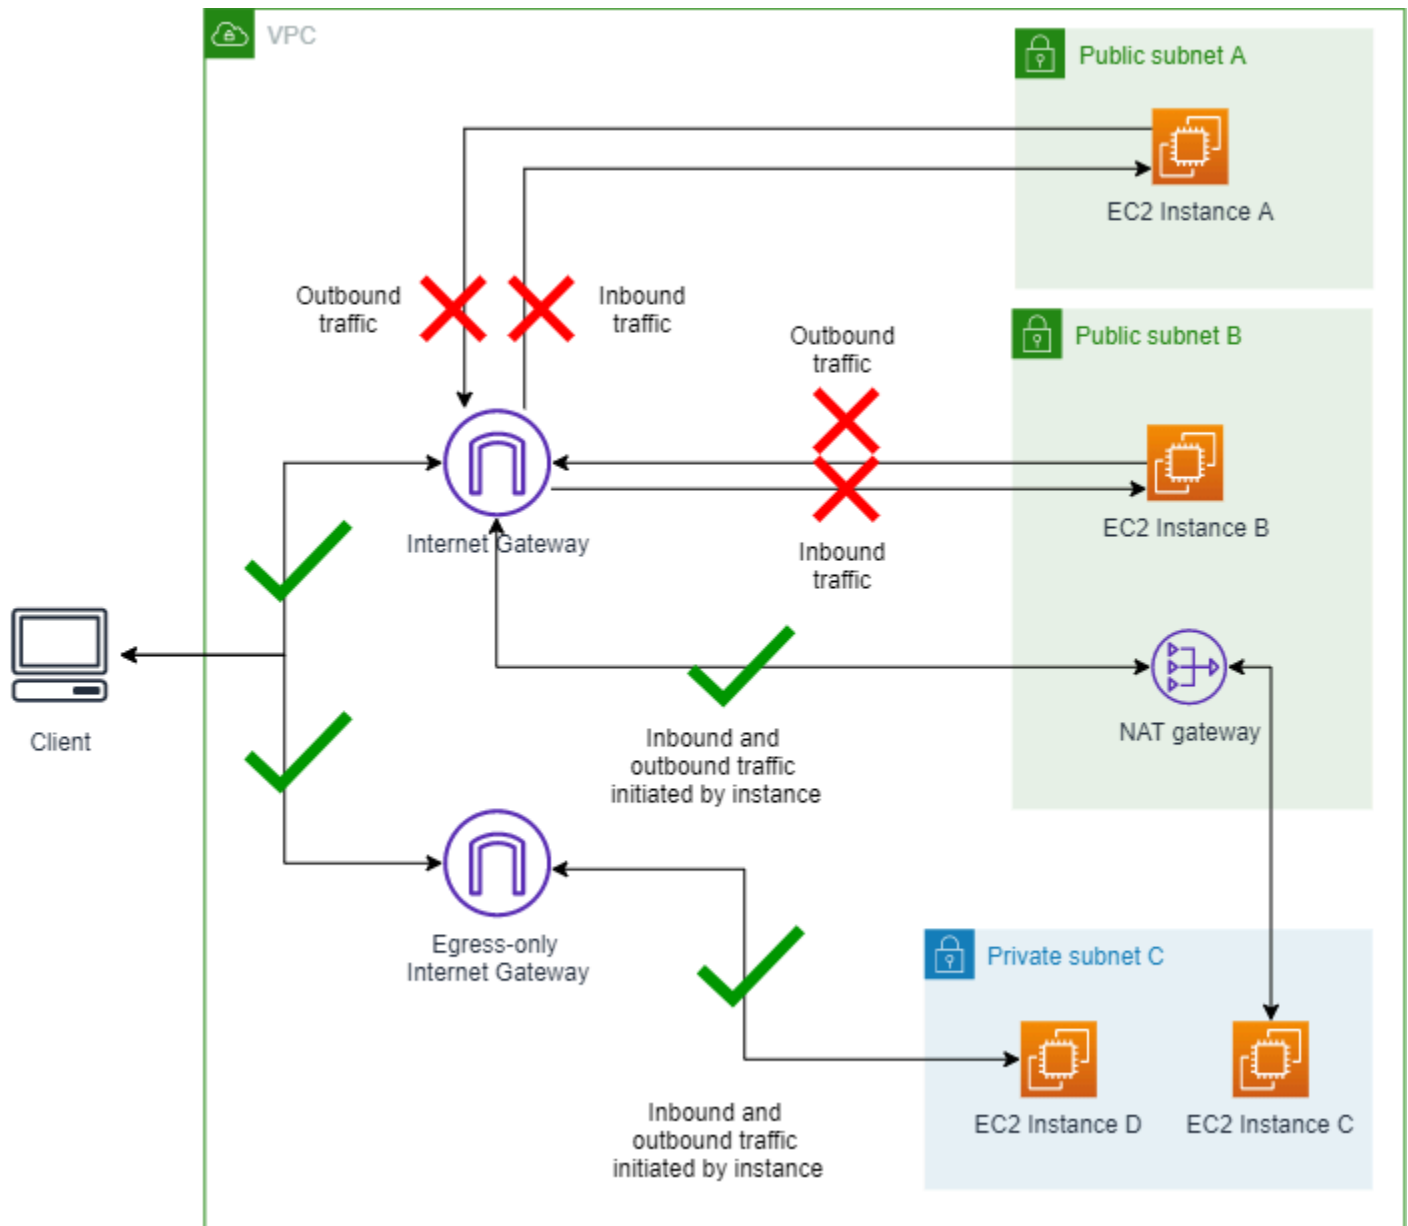 VPC
Public subnet A
EC2 Instance A
Outbound
traffic
Inbound
traffic
Public subnet B
Outbound
traffic
EC2 Instance B
Internet Gateway
Inbound
traffic
Client
NAT gateway
Inbound and
outbound traffic
initiated by instance
Egress-only
Internet Gateway
Private subnet C
EC2 Instance D
EC2 Instance C
Inbound and
outbound traffic
initiated by instance